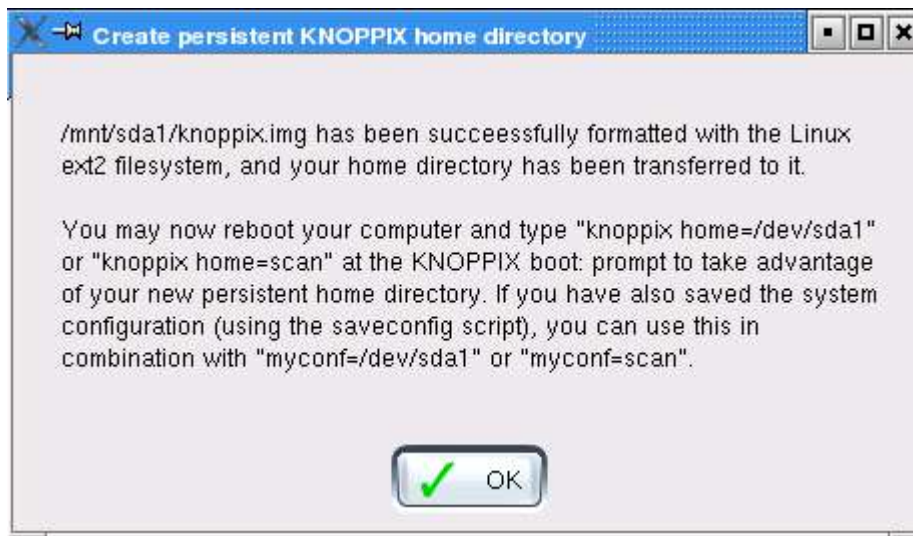 Create persistent KNOPPIX home directory
/mnt/sda1/knoppix.img has been succeessfully formatted with the Linux
ext2 filesystem, and your home directory has been transferred to it.
You may now reboot your computer and type "knoppix home=/dev/sda1"
or "knoppix home=scan" at the KNOPPIX boot: prompt to take advantage
of your new persistent home directory. If you have also saved the system
configuration (using the saveconfig script), you can use this in
combination with "myconf=/dev/sda1" or "myconf=scan".
OK